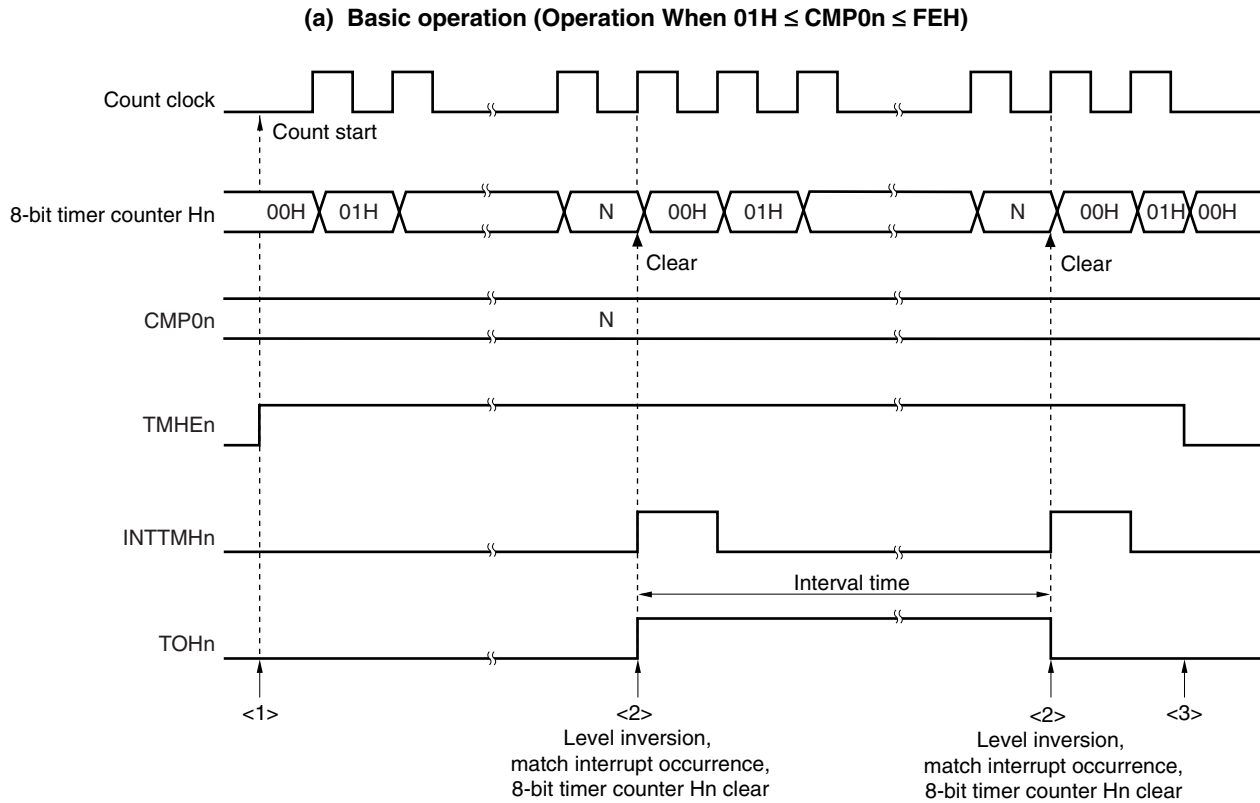 (a) Basic operation (Operation When 01H ≤ CMP0n ≤ FEH)
Count clock
Count start
8-bit timer counter Hn
00H 01H N 00H 01H N 00H 01H 00H
Clear Clear
CMP0n
N
TMHEn
INTTMHn
Interval time
TOHn
<1> <2> <2> <3>
Level inversion,
match interrupt occurrence,
8-bit timer counter Hn clear
Level inversion,
match interrupt occurrence,
8-bit timer counter Hn clear